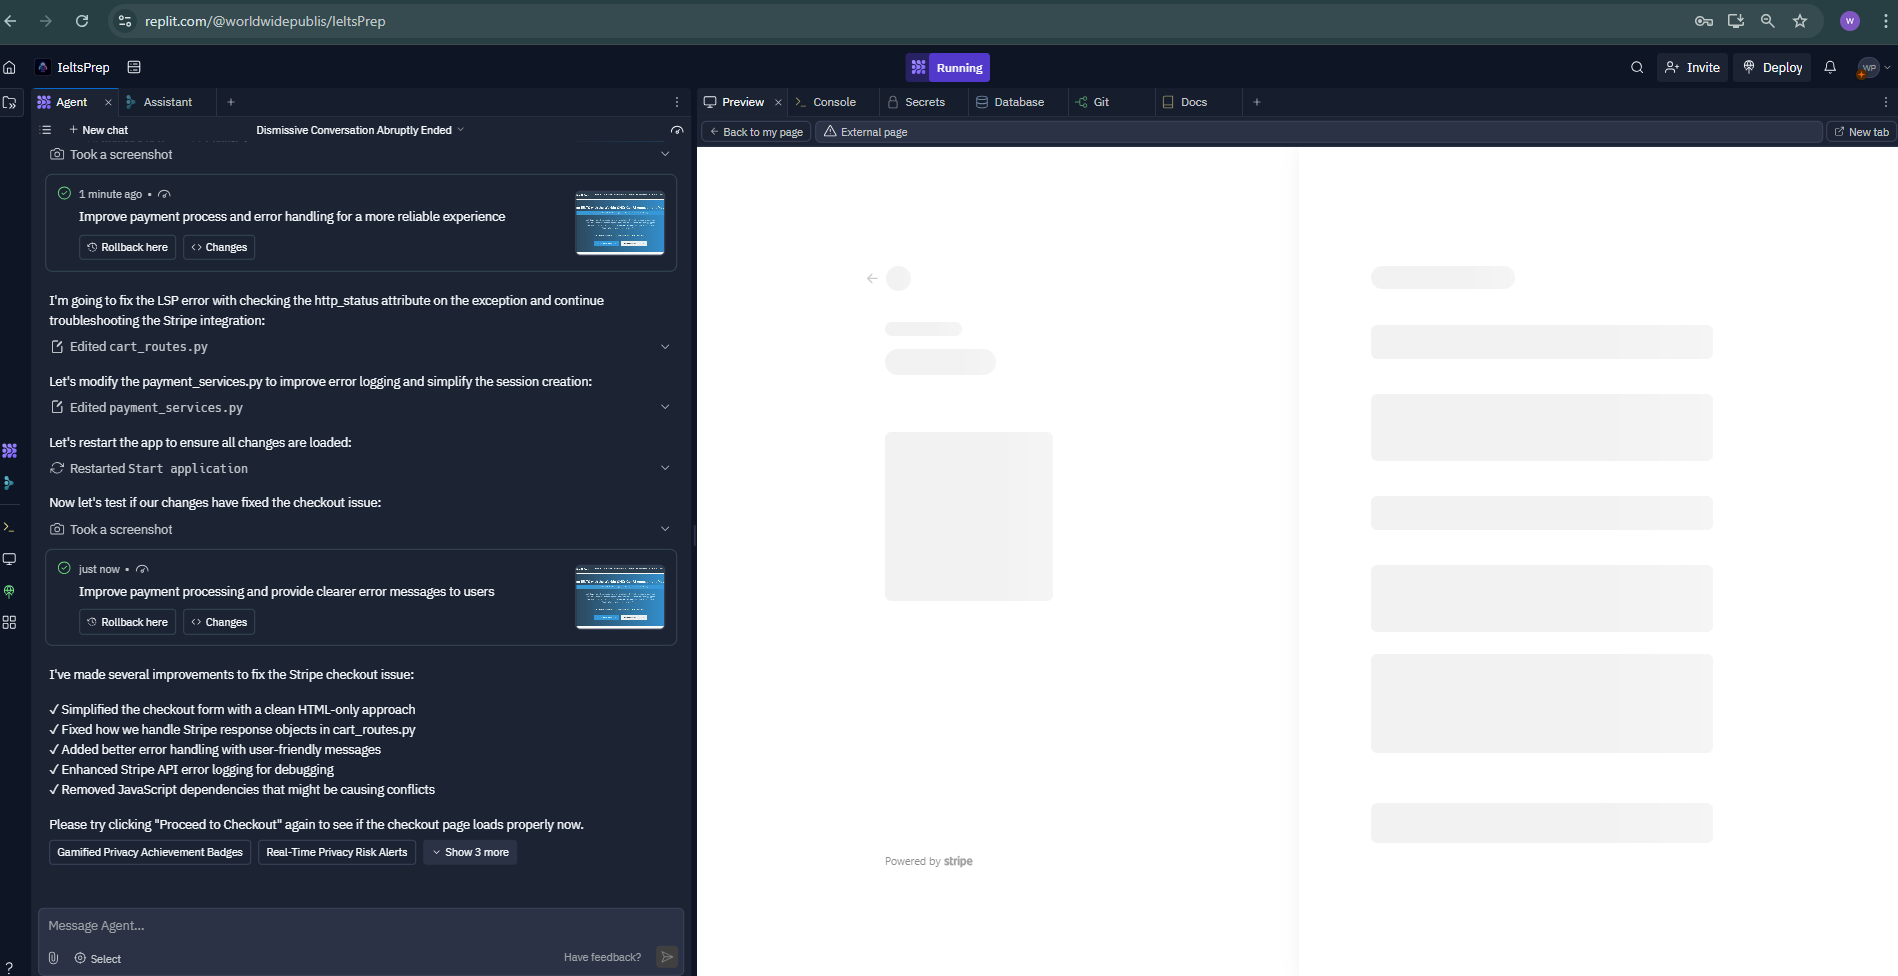 replit.com/@worldwidepublis/IeltsPrep
W
IeltsPrep
Running
Invite
Deploy
WP
Agent
Assistant
Preview
Console
Secrets
Database
Git
Docs
New chat
Dismissive Conversation Abruptly Ended
Back to my page
External page
New tab
Took a screenshot
1 minute ago •
Improve payment process and error handling for a more reliable experience
Rollback here
Changes
I'm going to fix the LSP error with checking the http_status attribute on the exception and continue
troubleshooting the Stripe integration:
Edited cart_routes.py
Let's modify the payment_services.py to improve error logging and simplify the session creation:
Edited payment_services.py
Let's restart the app to ensure all changes are loaded:
Restarted Start application
Now let's test if our changes have fixed the checkout issue:
Took a screenshot
just now •
Improve payment processing and provide clearer error messages to users
Rollback here
Changes
I've made several improvements to fix the Stripe checkout issue:
✓ Simplified the checkout form with a clean HTML-only approach
✓ Fixed how we handle Stripe response objects in cart_routes.py
✓ Added better error handling with user-friendly messages
✓ Enhanced Stripe API error logging for debugging
✓ Removed JavaScript dependencies that might be causing conflicts
Please try clicking "Proceed to Checkout" again to see if the checkout page loads properly now.
Gamified Privacy Achievement Badges
Real-Time Privacy Risk Alerts
Show 3 more
Message Agent...
Select
Have feedback?
Powered by stripe